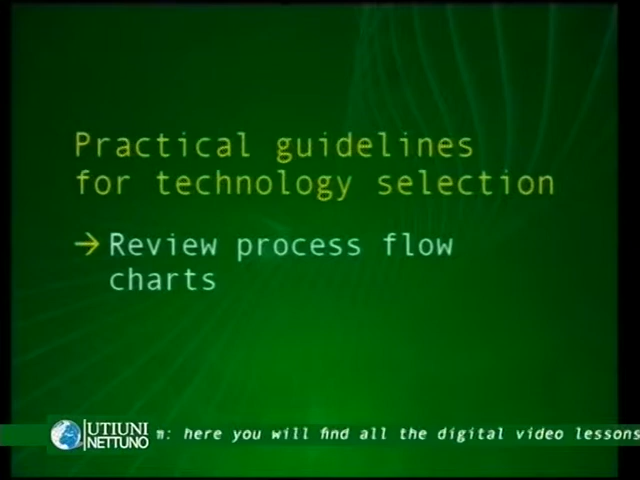 Practical guidelines
for technology selection
→ Review process flow
charts
UTIUNI
NETTUNO
m: here you will find all the digital video lessons